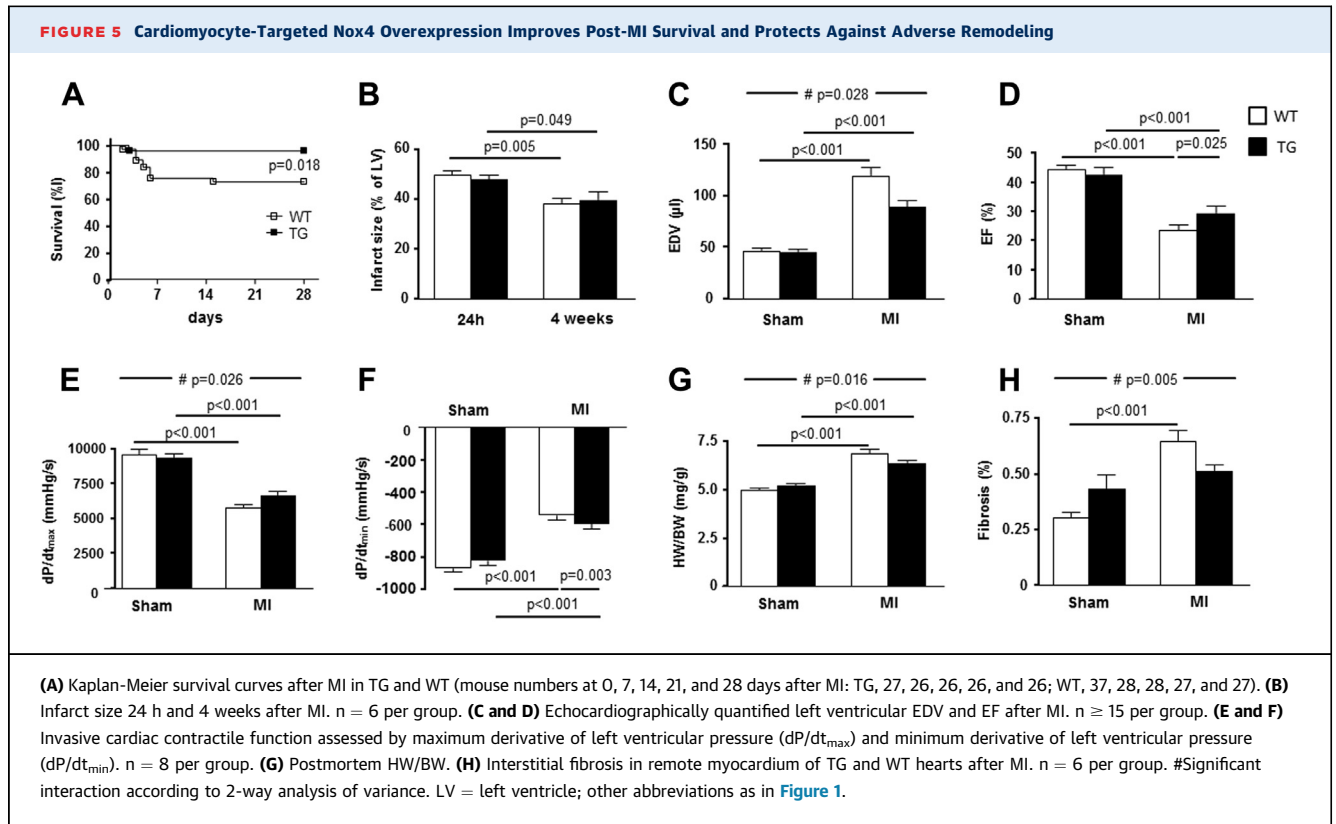 FIGURE 5 Cardiomyocyte-Targeted Nox4 Overexpression Improves Post-MI Survival and Protects Against Adverse Remodeling
A
Survival (%I)
100
80
60
40
20
0
p=0.018
WT
TG
0 7 14 21 28
days
B
p=0.049
p=0.005
Infarct size (% of LV)
60
40
20
0
24h 4 weeks
C
# p=0.028
p<0.001
p<0.001
EDV (µl)
150
100
50
0
Sham MI
D
WT
TG
p<0.001
p<0.001 p=0.025
EF (%)
50
40
30
20
10
0
Sham MI
E
# p=0.026
p<0.001
p<0.001
dP/dtmax (mmHg/s)
10000
7500
5000
2500
0
Sham MI
F
Sham MI
dP/dtmin (mmHg/s)
0
-200
-400
-600
-800
-1000
p<0.001 p=0.003
p<0.001
G
# p=0.016
p<0.001
p<0.001
HW/BW (mg/g)
7.5
5.0
2.5
0
Sham MI
H
# p=0.005
p<0.001
Fibrosis (%)
0.75
0.50
0.25
0
Sham MI
(A) Kaplan-Meier survival curves after MI in TG and WT (mouse numbers at 0, 7, 14, 21, and 28 days after MI: TG, 27, 26, 26, 26, and 26; WT, 37, 28, 28, 27, and 27). (B)
Infarct size 24 h and 4 weeks after MI. n = 6 per group. (C and D) Echocardiographically quantified left ventricular EDV and EF after MI. n ≥ 15 per group. (E and F)
Invasive cardiac contractile function assessed by maximum derivative of left ventricular pressure (dP/dtmax) and minimum derivative of left ventricular pressure
(dP/dtmin). n = 8 per group. (G) Postmortem HW/BW. (H) Interstitial fibrosis in remote myocardium of TG and WT hearts after MI. n = 6 per group. #Significant
interaction according to 2-way analysis of variance. LV = left ventricle; other abbreviations as in Figure 1.